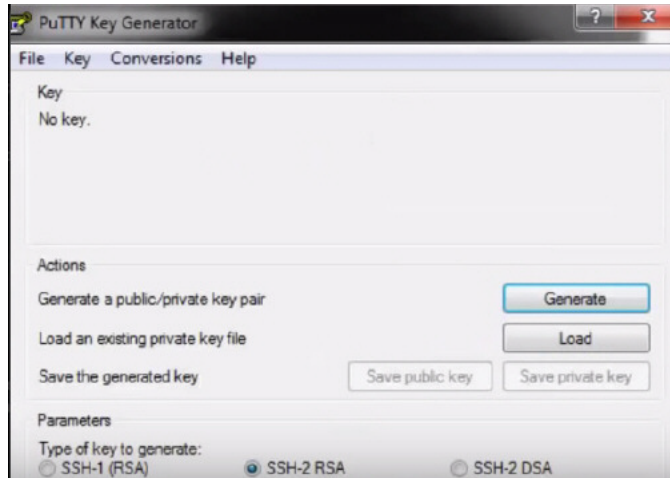 PuTTY Key Generator
File Key Conversions Help
Key
No key.
Actions
Generate a public/private key pair Generate
Load an existing private key file Load
Save the generated key Save public key Save private key
Parameters
Type of key to generate:
SSH-1 (RSA) SSH-2 RSA SSH-2 DSA